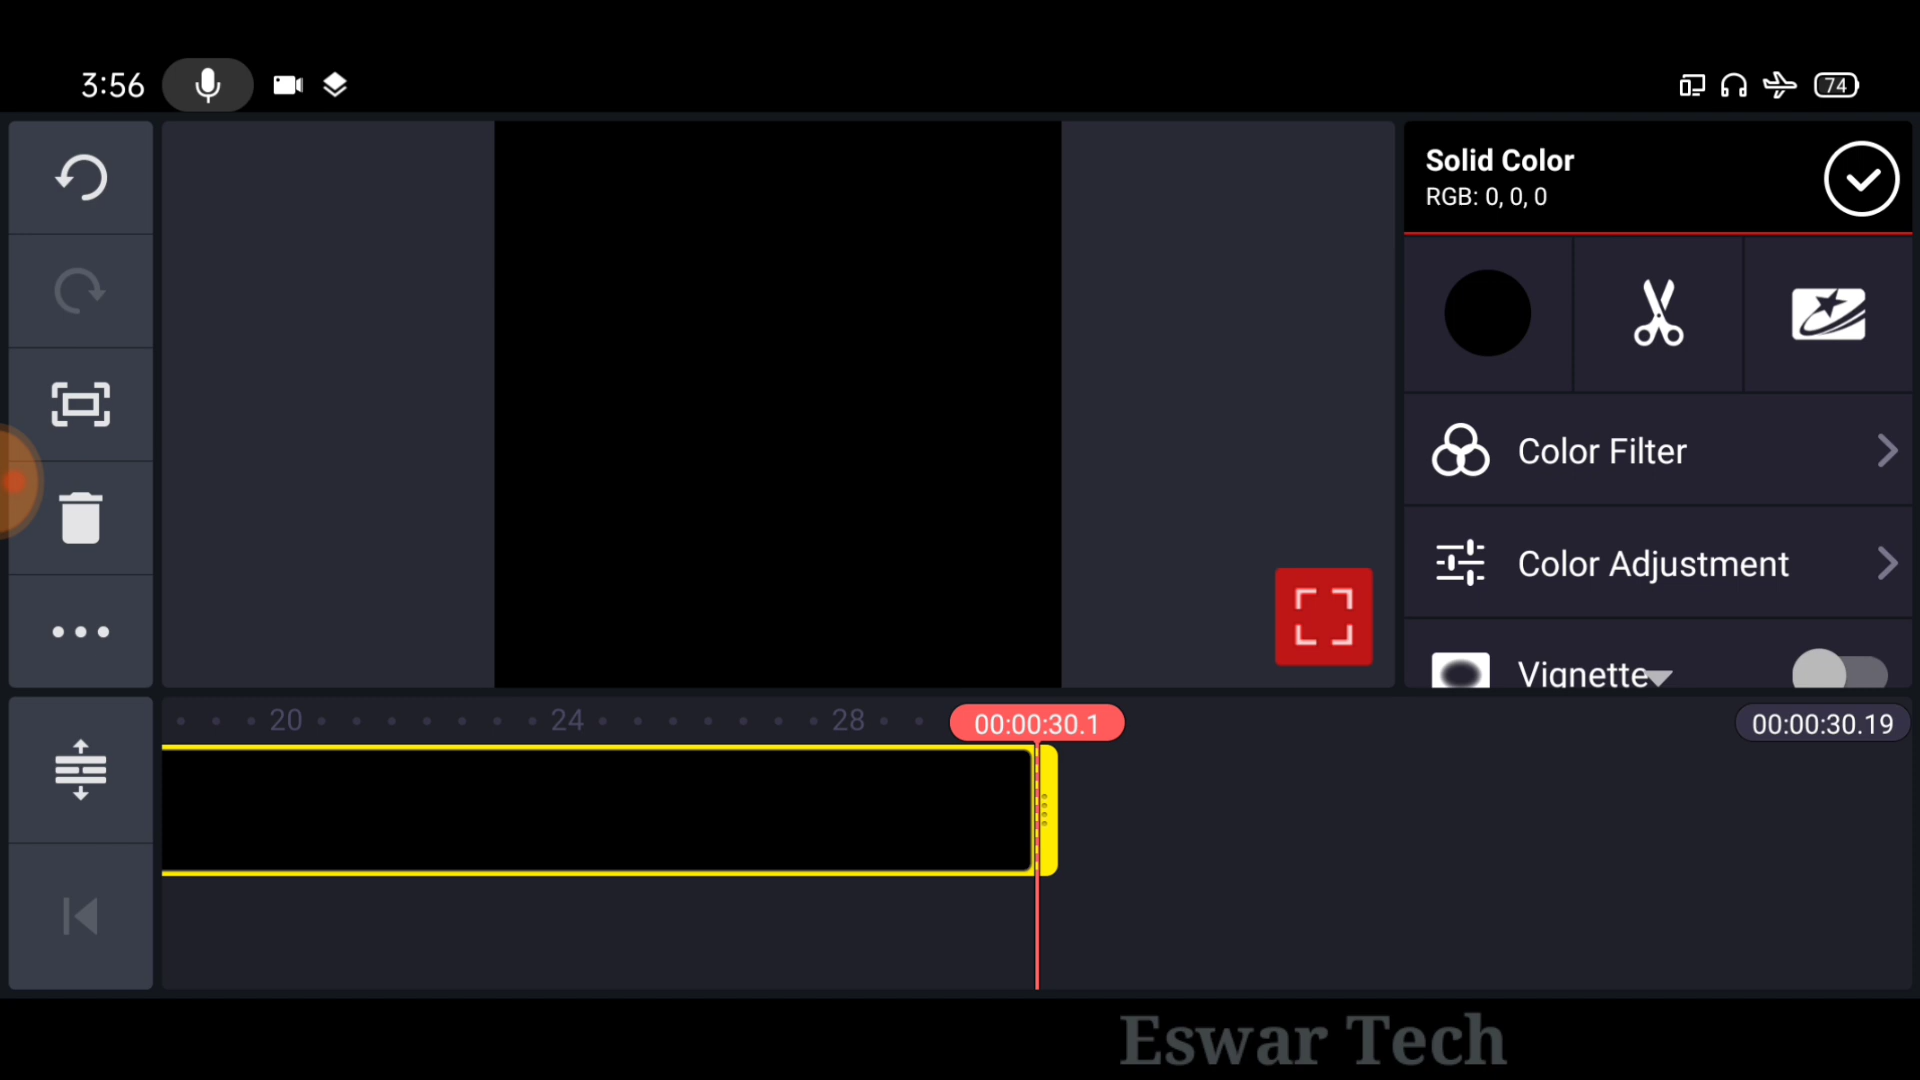 3:56
74
Solid Color
RGB: 0, 0, 0
Color Filter
Color Adjustment
Vignette
20
24
28
00:00:30.1
00:00:30.19
Eswar Tech